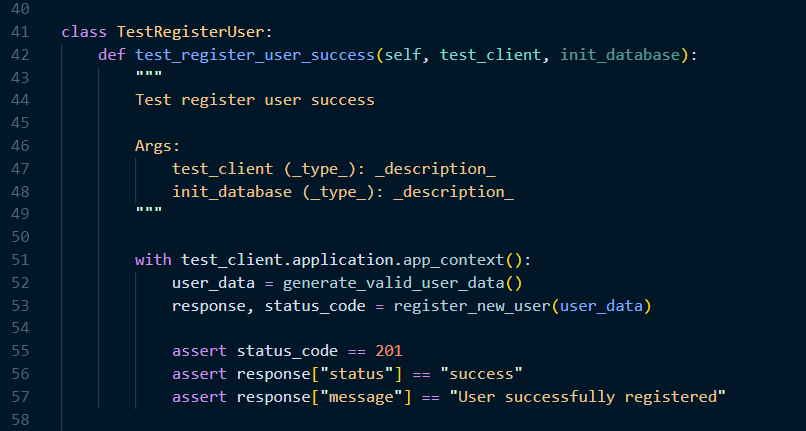 40
41 class TestRegisterUser:
42 def test_register_user_success(self, test_client, init_database):
43 """
44 Test register user success
45
46 Args:
47 test_client (_type_): _description_
48 init_database (_type_): _description_
49 """
50
51 with test_client.application.app_context():
52 user_data = generate_valid_user_data()
53 response, status_code = register_new_user(user_data)
54
55 assert status_code == 201
56 assert response["status"] == "success"
57 assert response["message"] == "User successfully registered"
58